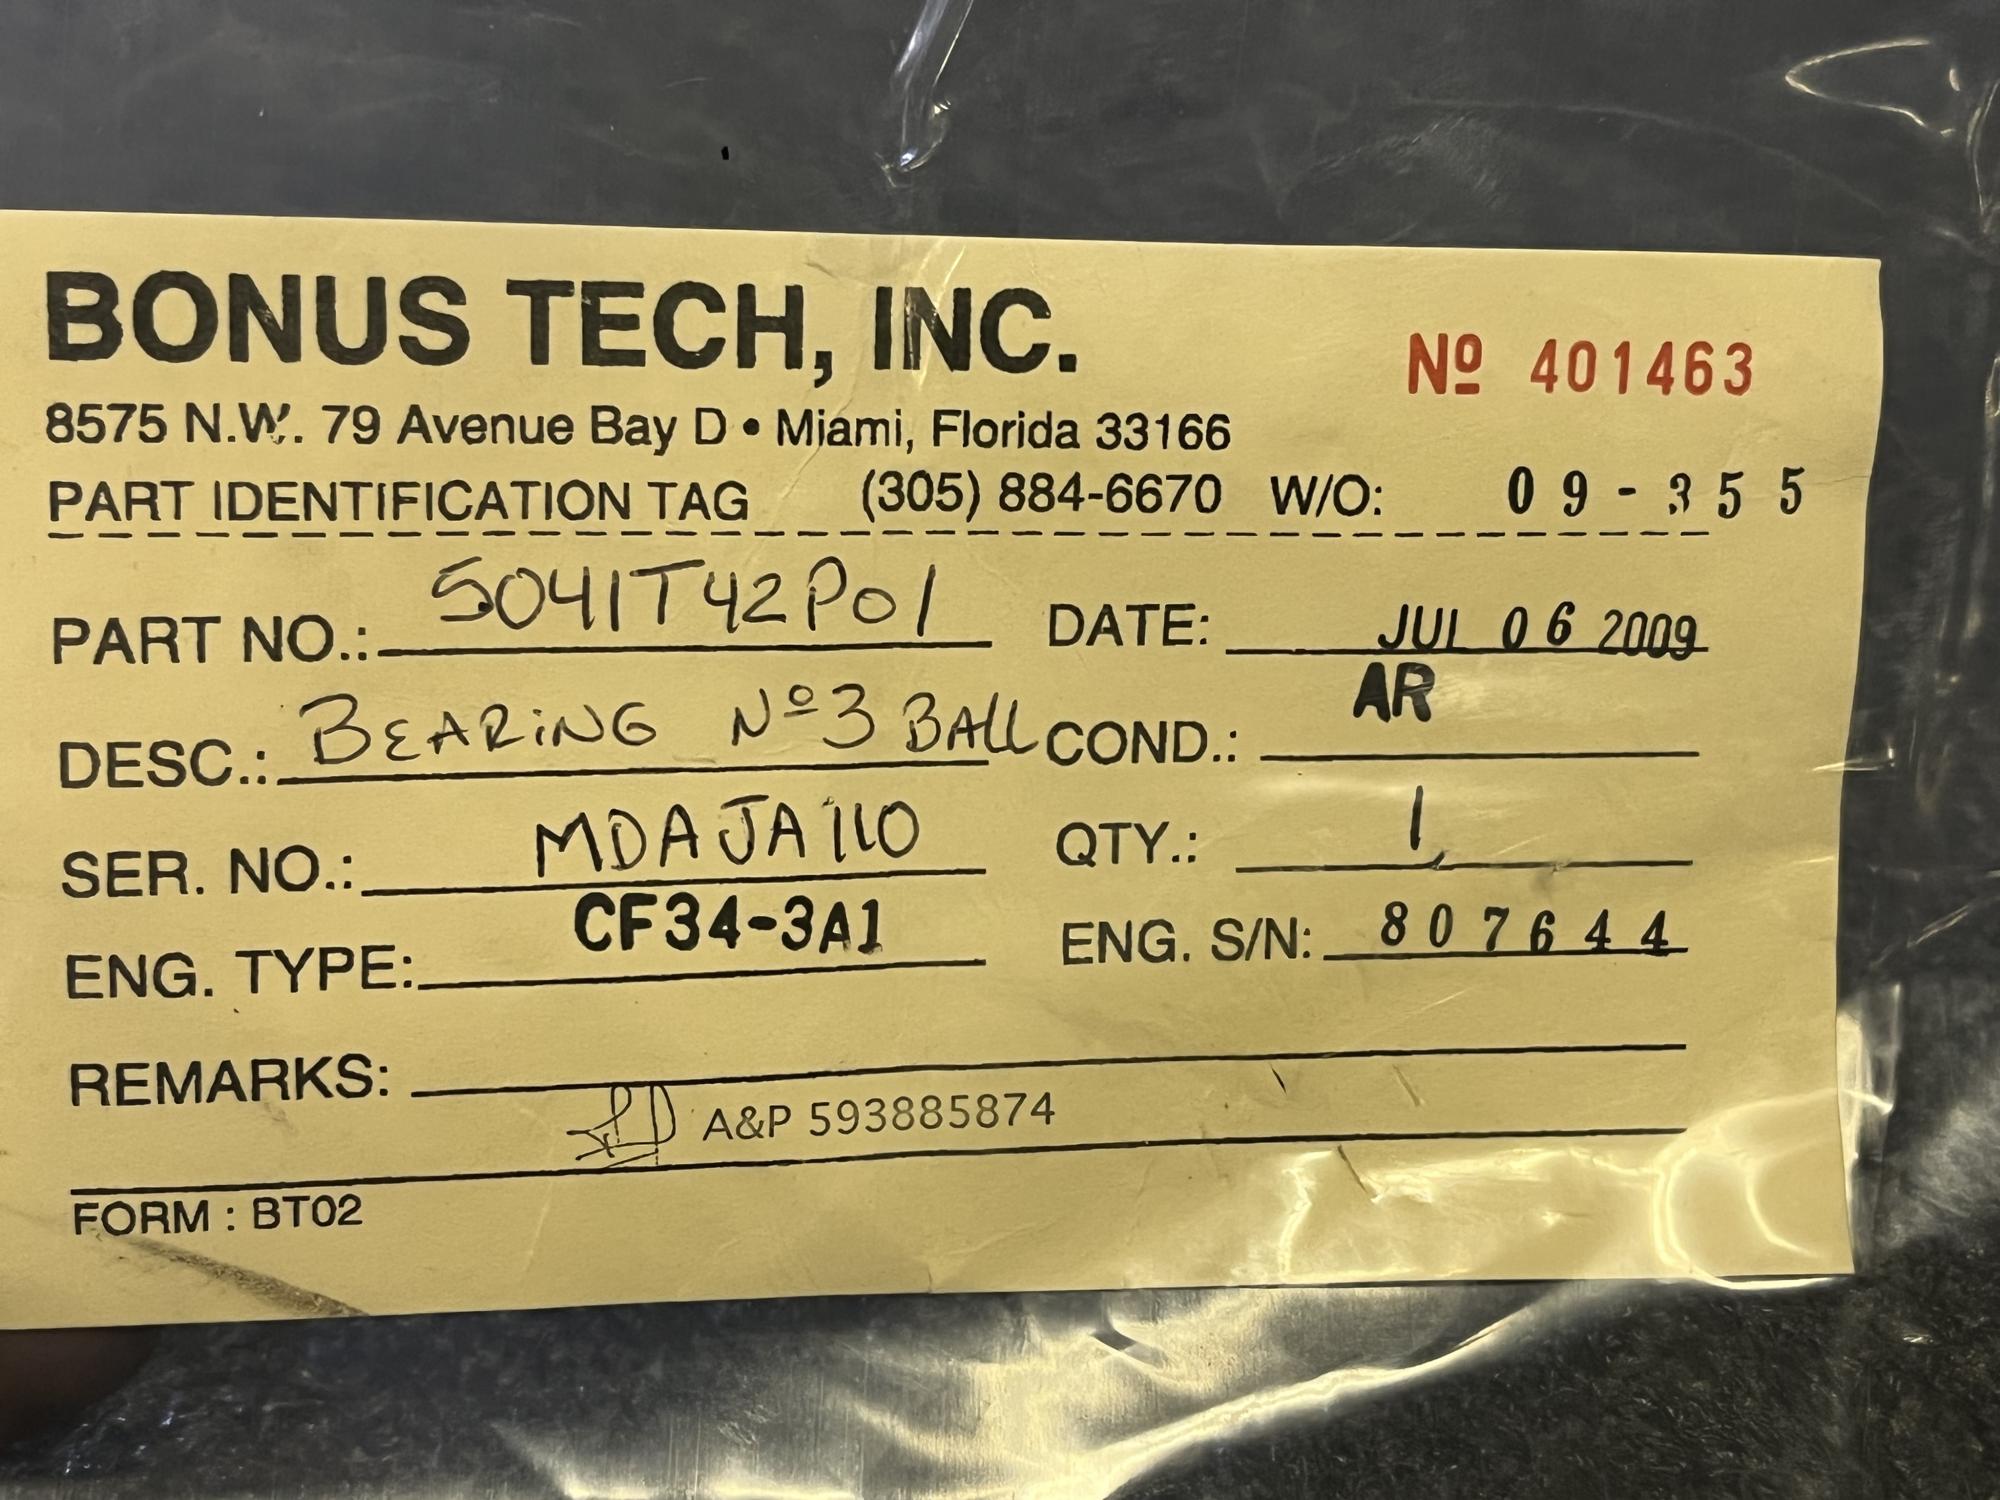 BONUS TECH, INC.
Nº 401463
8575 N.W. 79 Avenue Bay D • Miami, Florida 33166
PART IDENTIFICATION TAG (305) 884-6670 W/O: 09-355
PART NO.: 5041T42P01 DATE: JUL 06 2009
DESC.: BEARiNG Nº3 BALL COND.: AR
SER. NO.: MDAJA110 QTY.: 1
ENG. TYPE: CF34-3A1 ENG. S/N: 807644
REMARKS:
A&P 593885874
FORM : BT02